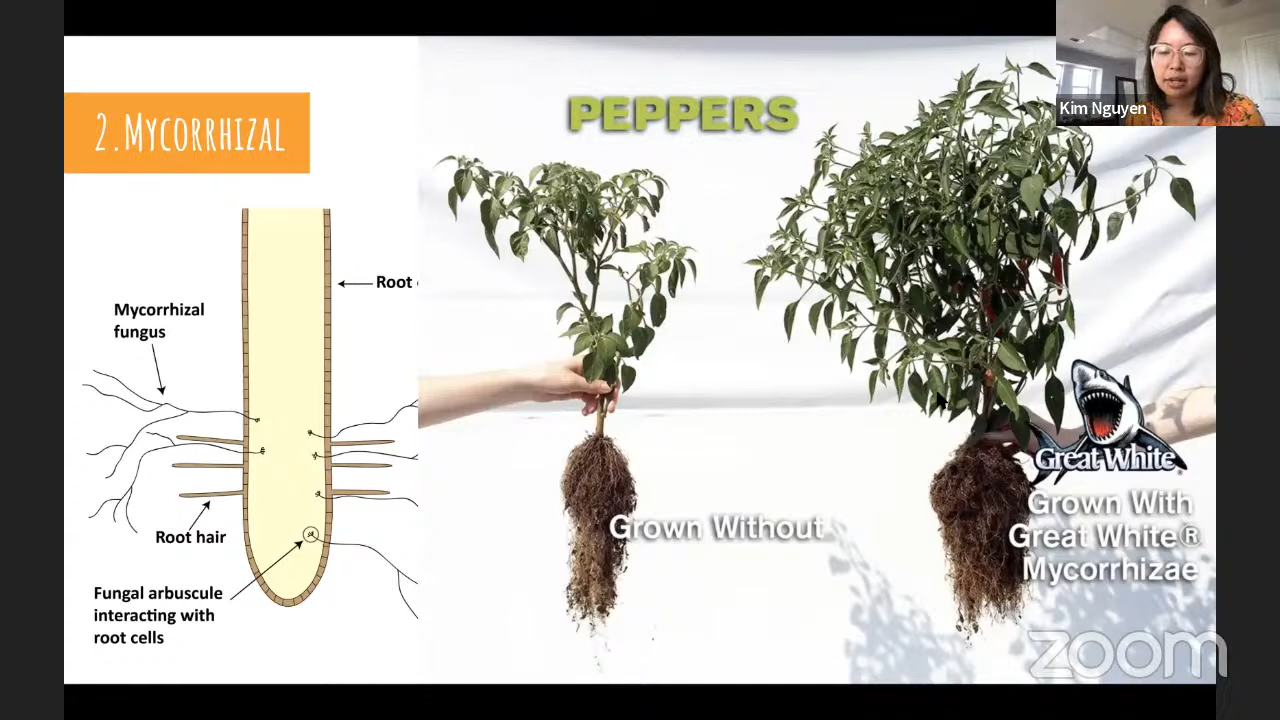 PEPPERS
Kim Nguyen
2.Mycorrhizal
Root
Mycorrhizal
fungus
Root hair
Fungal arbuscule
interacting with
root cells
Grown Without
Great White®
Grown With
Great White®
Mycorrhizae
zoom